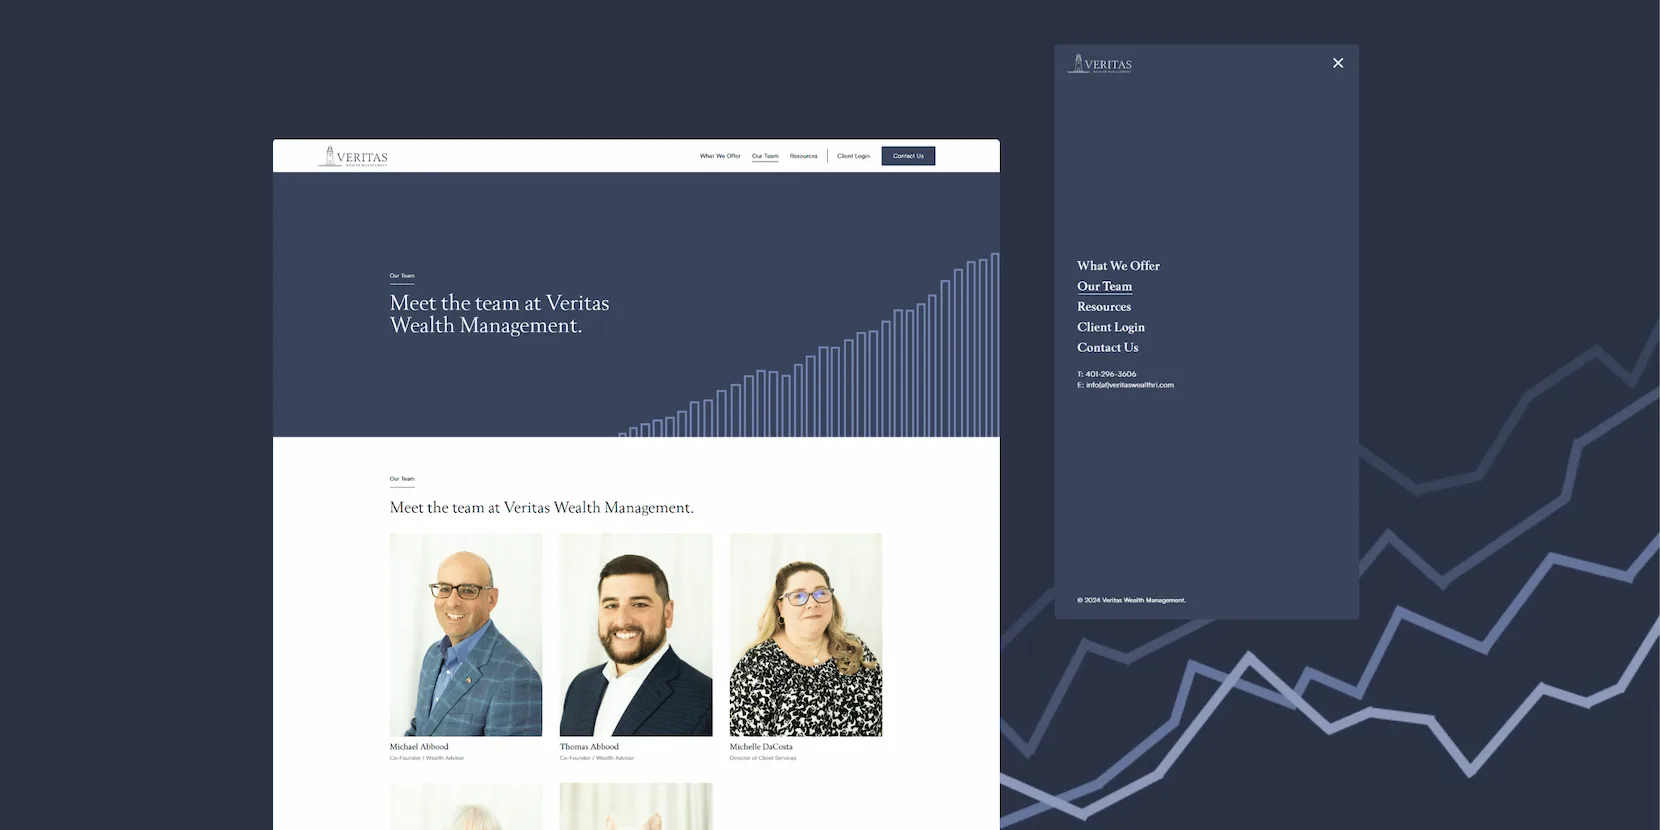 VERITAS
WEALTH MANAGEMENT
What We Offer
Our Team
Resources
Client Login
Contact Us
Our Team
Meet the team at Veritas
Wealth Management.
Our Team
Meet the team at Veritas Wealth Management.
Michael Abbood
Co-Founder / Wealth Advisor
Thomas Abbood
Co-Founder / Wealth Advisor
Michelle DaCosta
Director of Client Services
VERITAS
WEALTH MANAGEMENT
What We Offer
Our Team
Resources
Client Login
Contact Us
T: 401-296-3606
E: info(at)veritaswealthri.com
© 2024 Veritas Wealth Management.